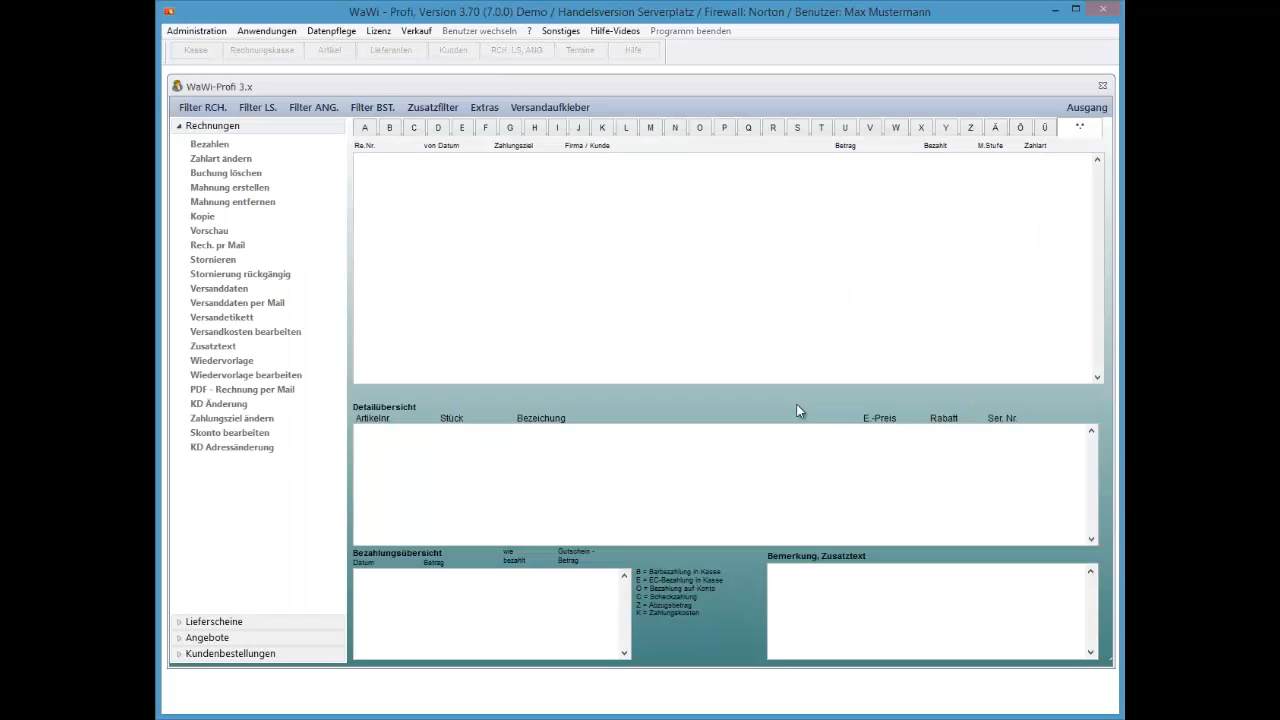 WaWi - Profi, Version 3.70 (7.0.0) Demo / Handelsversion Serverplatz / Firewall: Norton / Benutzer: Max Mustermann
Administration Anwendungen Datenpflege Lizenz Verkauf Benutzer wechseln ? Sonstiges Hilfe-Videos Programm beenden
Kasse Rechnungskasse Artikel Lieferanten Kunden RCH, LS, ANG Termine Hilfe
WaWi-Profi 3.x
Filter RCH. Filter LS. Filter ANG. Filter BST. Zusatzfilter Extras Versandaufkleber Ausgang
Rechnungen
A B C D E F G H I J K L M N O P Q R S T U V W X Y Z Ä Ö Ü *.*
Re.Nr. von Datum Zahlungsziel Firma / Kunde Betrag Bezahlt M.Stufe Zahlart
Bezahlen
Zahlart ändern
Buchung löschen
Mahnung erstellen
Mahnung entfernen
Kopie
Vorschau
Rech. pr Mail
Stornieren
Stornierung rückgängig
Versanddaten
Versanddaten per Mail
Versandetikett
Versandkosten bearbeiten
Zusatztext
Wiedervorlage
Wiedervorlage bearbeiten
PDF - Rechnung per Mail
KD Änderung
Zahlungsziel ändern
Skonto bearbeiten
KD Adressänderung
Lieferscheine
Angebote
Kundenbestellungen
Detailübersicht
Artikelnr. Stück Bezeichung E.-Preis Rabatt Ser. Nr.
Bezahlungsübersicht
Datum Betrag
wie
bezahlt
Gutschein -
Betrag
B = Barbezahlung in Kasse
E = EC-Bezahlung in Kasse
O = Bezahlung auf Konto
C = Scheckzahlung
Z = Abzugsbetrag
K = Zahlungskosten
Bemerkung, Zusatztext